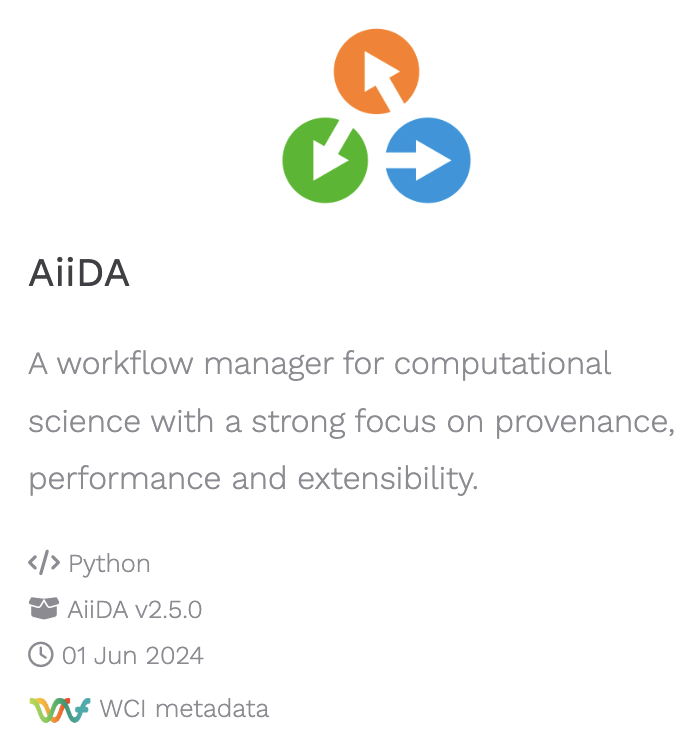 AiiDA
A workflow manager for computational
science with a strong focus on provenance,
performance and extensibility.
</> Python
AiiDA v2.5.0
01 Jun 2024
WCI metadata